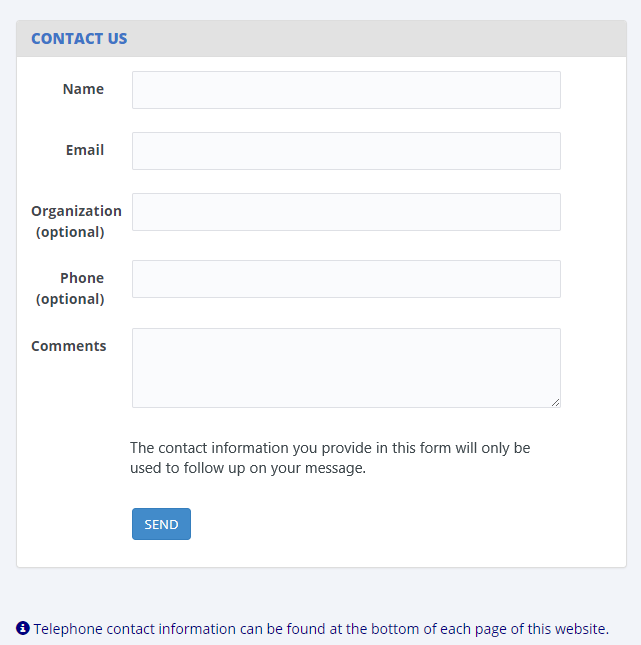 CONTACT US
Name
Email
Organization
(optional)
Phone
(optional)
Comments
The contact information you provide in this form will only be
used to follow up on your message.
SEND
Telephone contact information can be found at the bottom of each page of this website.